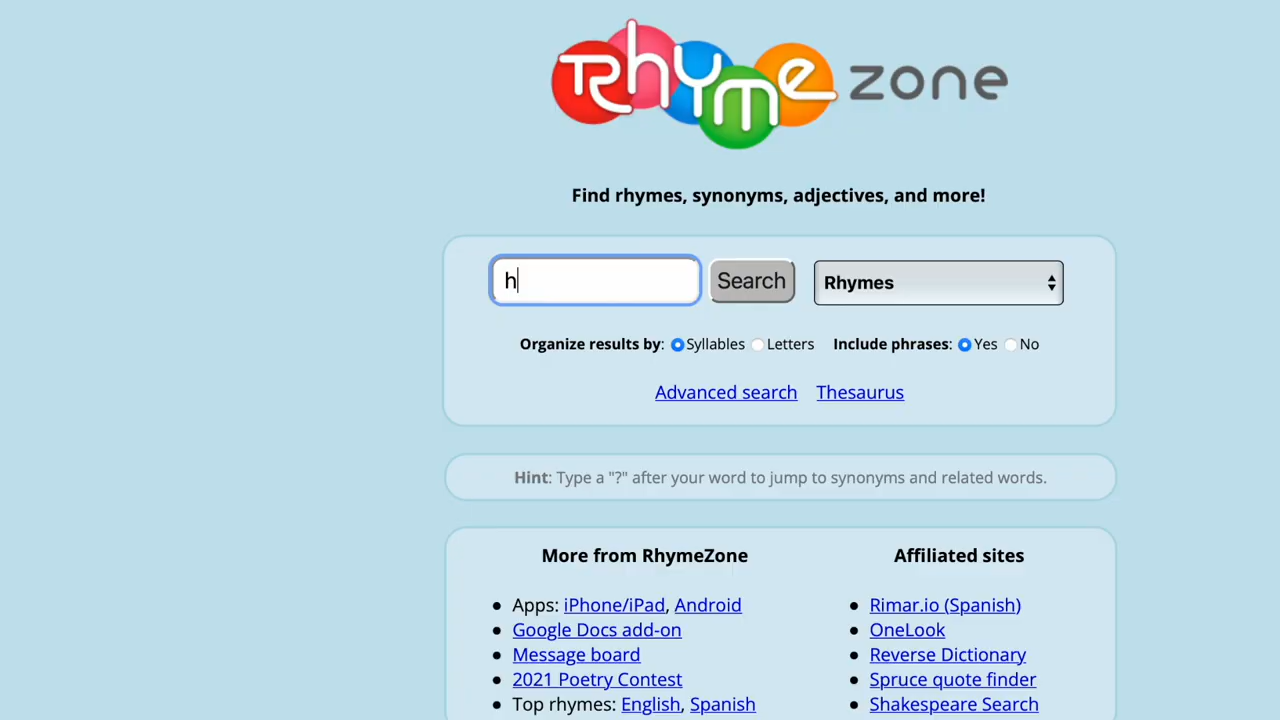 Rhyme zone
Find rhymes, synonyms, adjectives, and more!
h Search Rhymes
Organize results by: Syllables Letters Include phrases: Yes No
Advanced search Thesaurus
Hint: Type a "?" after your word to jump to synonyms and related words.
More from RhymeZone
Apps: iPhone/iPad, Android
Google Docs add-on
Message board
2021 Poetry Contest
Top rhymes: English, Spanish
Affiliated sites
Rimar.io (Spanish)
OneLook
Reverse Dictionary
Spruce quote finder
Shakespeare Search